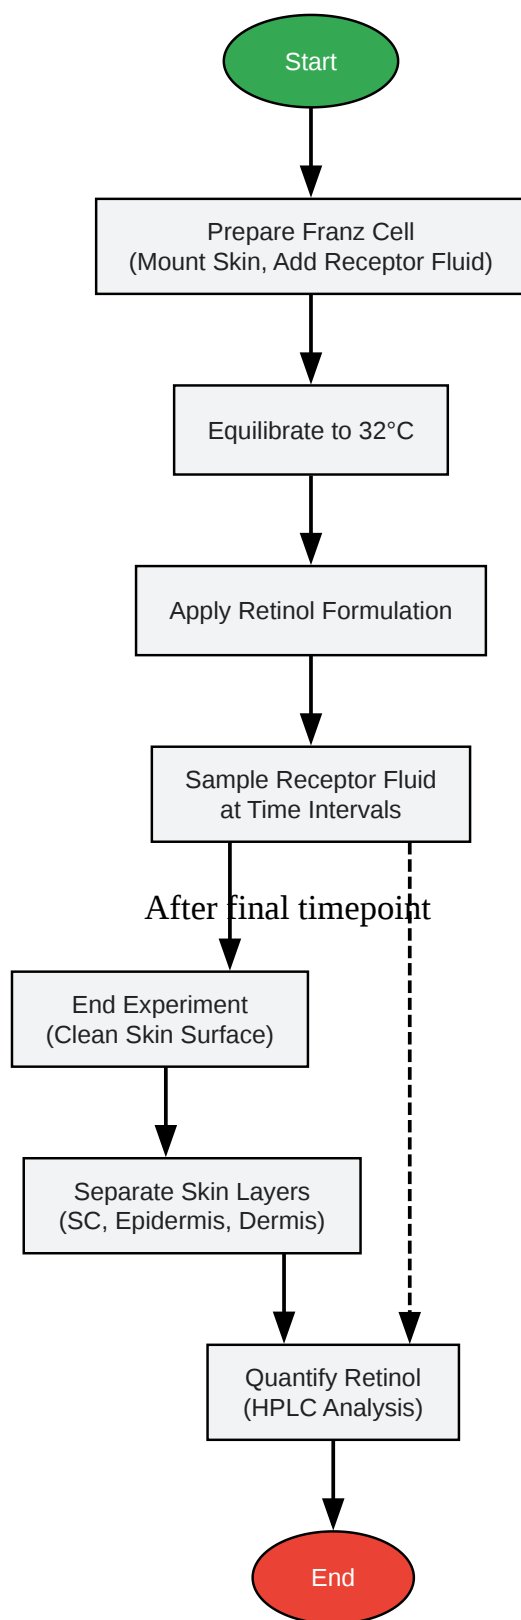 Start
Prepare Franz Cell
(Mount Skin, Add Receptor Fluid)
Equilibrate to 32°C
Apply Retinol Formulation
Sample Receptor Fluid
at Time Intervals
After final timepoint
End Experiment
(Clean Skin Surface)
Separate Skin Layers
(SC, Epidermis, Dermis)
Quantify Retinol
(HPLC Analysis)
End